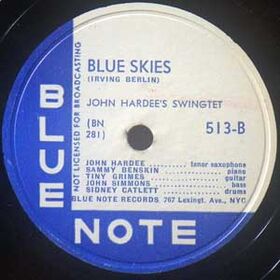 BLUE SKIES
(IRVING BERLIN)
JOHN HARDEE'S SWINGTET
(BN
281)
513-B
JOHN HARDEE ... tenor saxophone
SAMMY BENSKIN ... piano
TINY GRIMES ... guitar
JOHN SIMMONS ... bass
SIDNEY CATLETT ... drums
BLUE NOTE RECORDS 767 Lexingt. Ave., NYC
NOT LICENSED FOR BROADCASTING
BLUE
NOTE